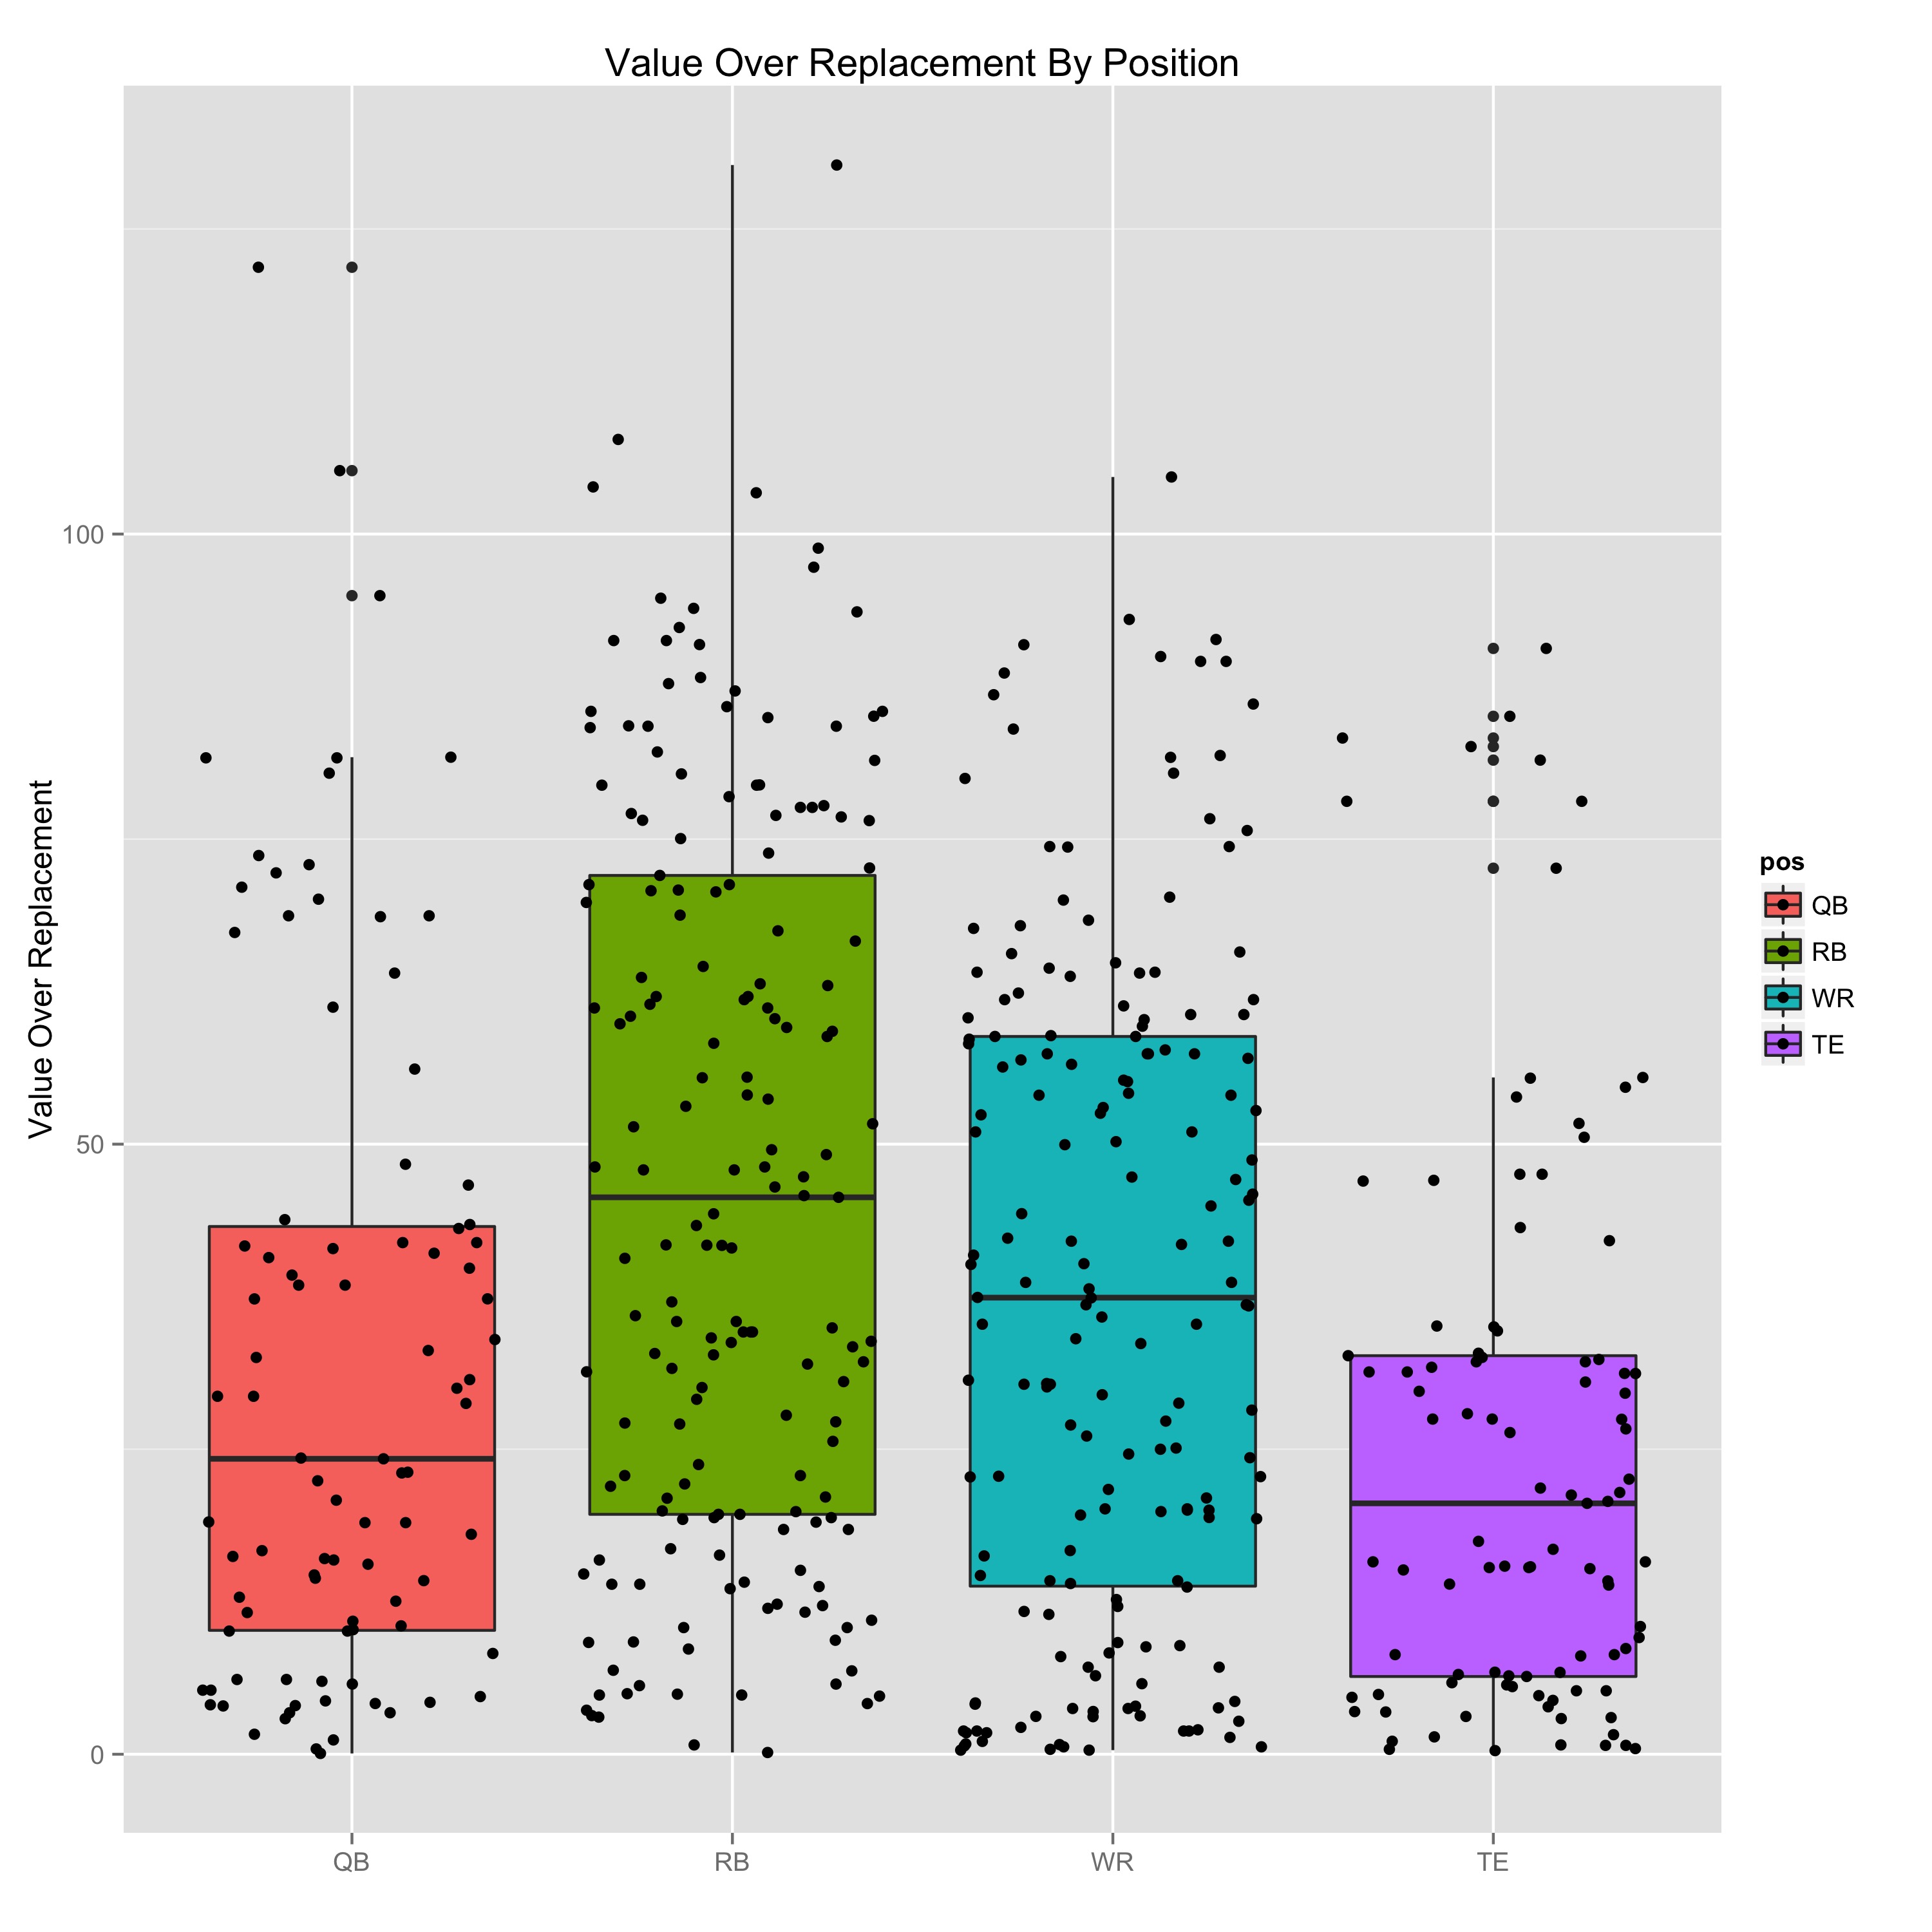 Value Over Replacement By Position
Value Over Replacement
100
50
0
QB
RB
WR
TE
pos
QB
RB
WR
TE